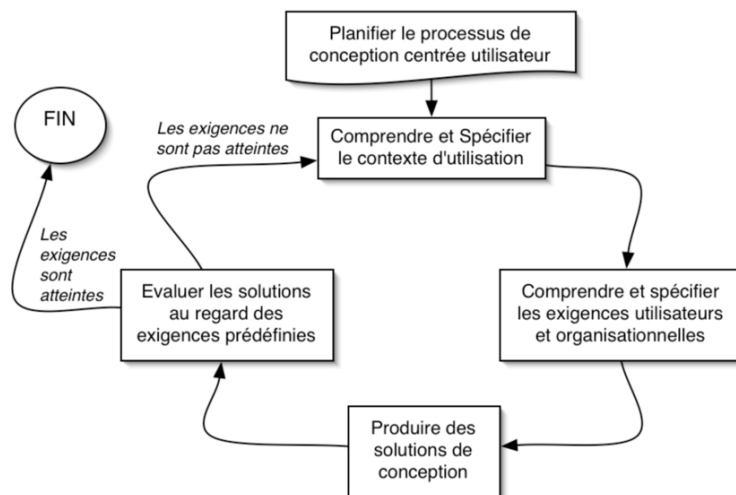 Planifier le processus de
conception centrée utilisateur
FIN
Les exigences ne
sont pas atteintes
Comprendre et Spécifier
le contexte d'utilisation
Les
exigences
sont
atteintes
Evaluer les solutions
au regard des
exigences prédéfinies
Comprendre et spécifier
les exigences utilisateurs
et organisationnelles
Produire des
solutions de
conception